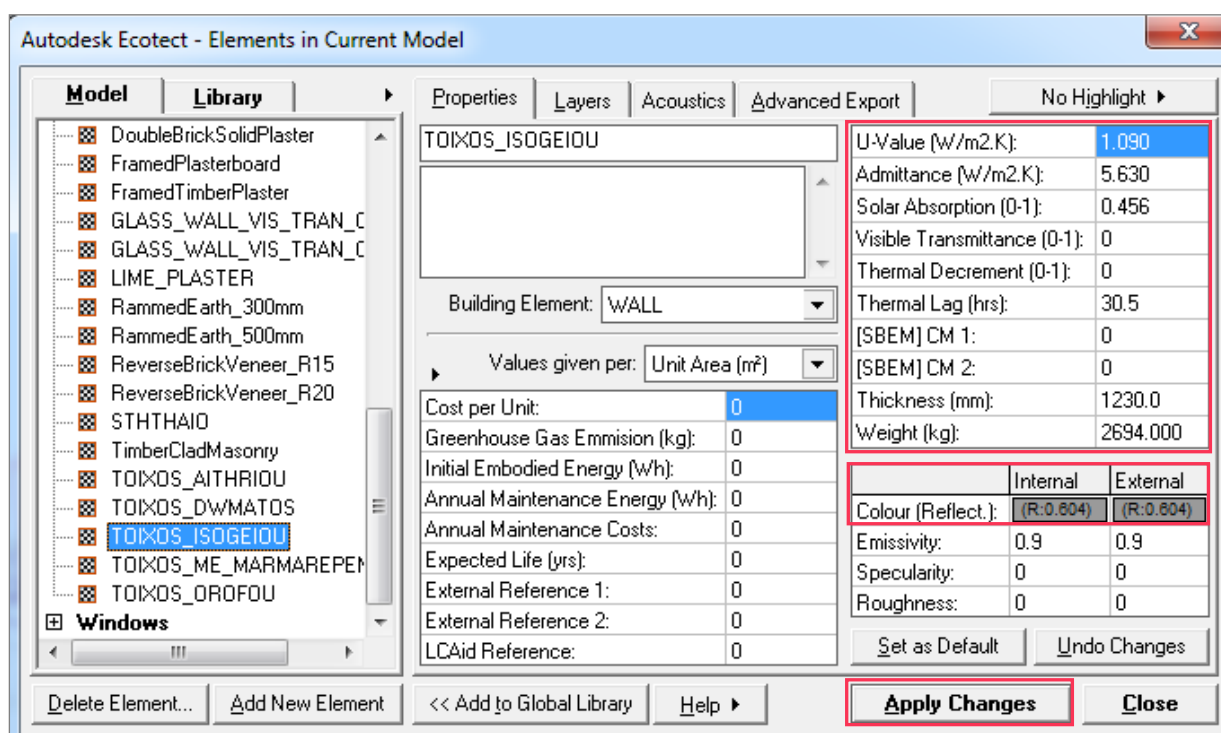 Autodesk Ecotect - Elements in Current Model
Model
Library
DoubleBrickSolidPlaster
FramedPlasterboard
FramedTimberPlaster
GLASS_WALL_VIS_TRAN_C
GLASS_WALL_VIS_TRAN_C
LIME_PLASTER
RammedEarth_300mm
RammedEarth_500mm
ReverseBrickVeneer_R15
ReverseBrickVeneer_R20
STHTHAIO
TimberCladMasonry
TOIXOS_AITHRIOU
TOIXOS_DWMATOS
TOIXOS_ISOGEIOU
TOIXOS_ME_MARMAREPEN
TOIXOS_OROFOU
Windows
Delete Element...
Add New Element
Properties
Layers
Acoustics
Advanced Export
No Highlight
TOIXOS_ISOGEIOU
Building Element: WALL
Values given per: Unit Area (m²)
Cost per Unit: 0
Greenhouse Gas Emmision (kg): 0
Initial Embodied Energy (Wh): 0
Annual Maintenance Energy (Wh): 0
Annual Maintenance Costs: 0
Expected Life (yrs): 0
External Reference 1: 0
External Reference 2: 0
LCAid Reference: 0
<< Add to Global Library
Help
U-Value (W/m2.K): 1.090
Admittance (W/m2.K): 5.630
Solar Absorption (0-1): 0.456
Visible Transmittance (0-1): 0
Thermal Decrement (0-1): 0
Thermal Lag (hrs): 30.5
[SBEM] CM 1: 0
[SBEM] CM 2: 0
Thickness (mm): 1230.0
Weight (kg): 2694.000
Internal External
Colour (Reflect.): (R:0.604) (R:0.604)
Emissivity: 0.9 0.9
Specularity: 0 0
Roughness: 0 0
Set as Default
Undo Changes
Apply Changes
Close